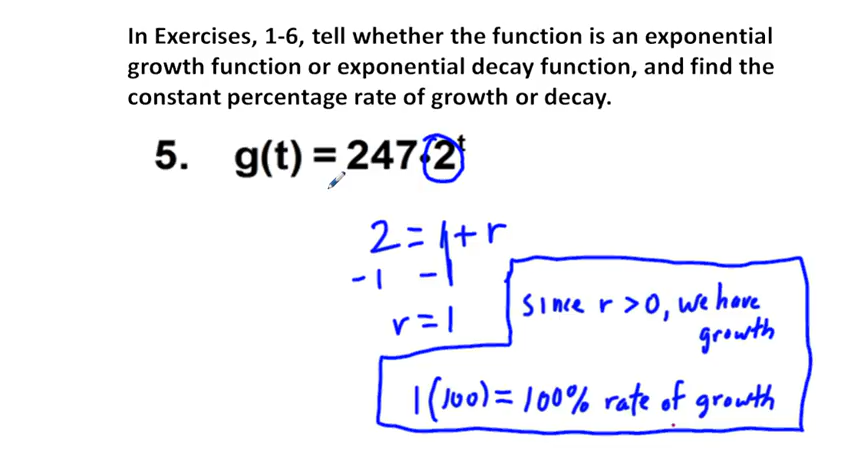 In Exercises, 1-6, tell whether the function is an exponential
growth function or exponential decay function, and find the
constant percentage rate of growth or decay.
5. g(t) = 247·2^t
2 = 1 + r
-1 -1
r = 1
Since r > 0, we have
growth
1(100) = 100% rate of growth